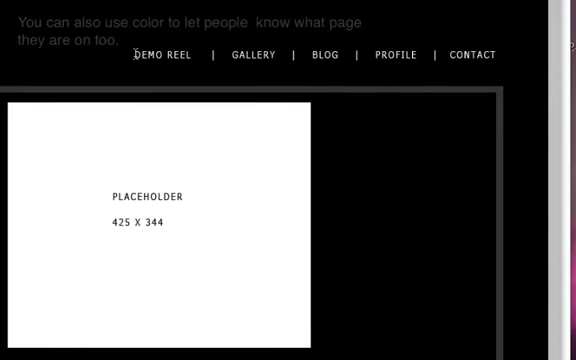 You can also use color to let people know what page
they are on too.
DEMO REEL | GALLERY | BLOG | PROFILE | CONTACT
PLACEHOLDER
425 X 344